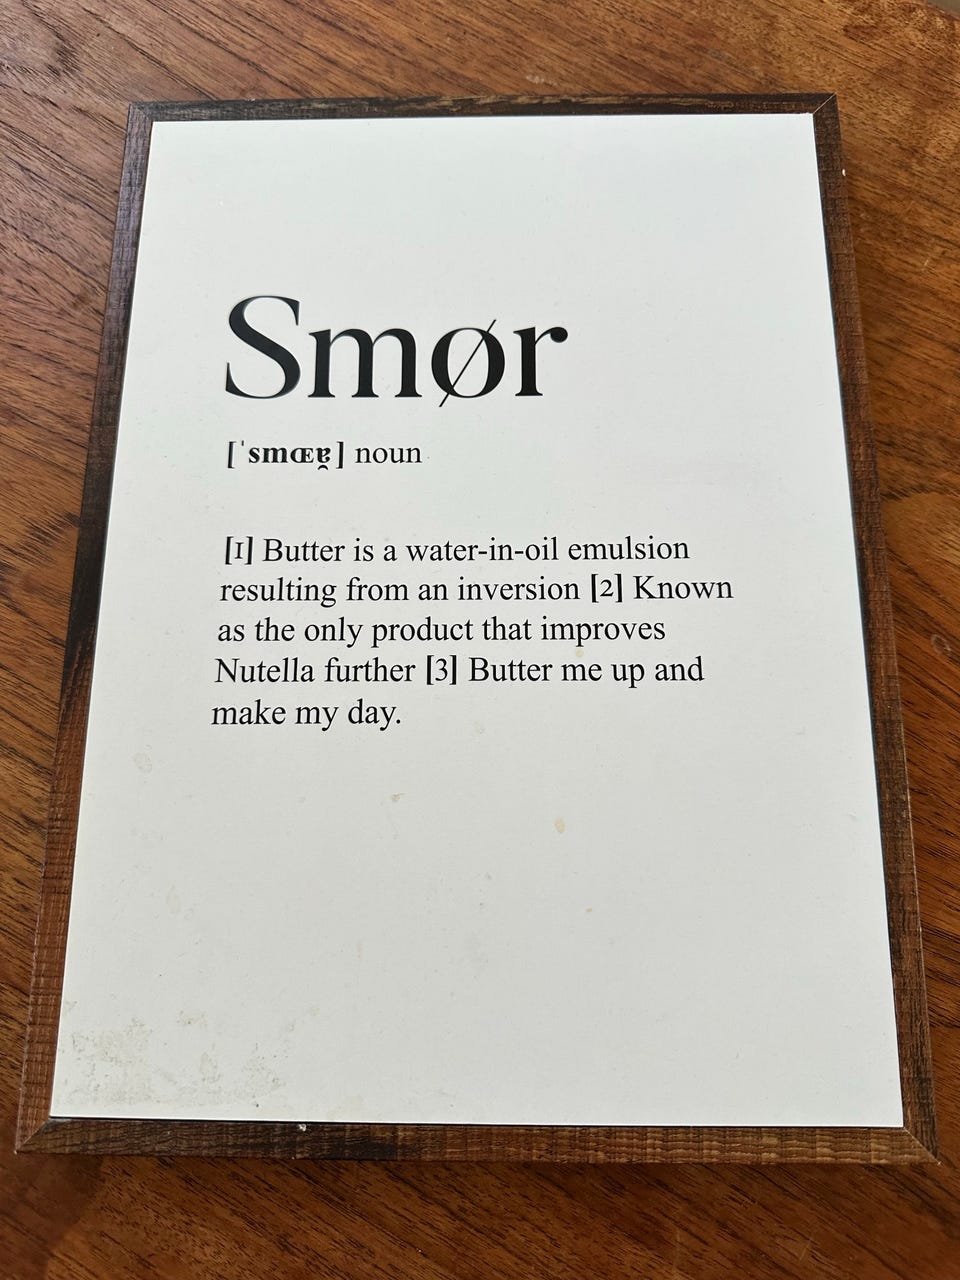 Smør
[ˈsmœɐ̯] noun
[1] Butter is a water-in-oil emulsion
resulting from an inversion [2] Known
as the only product that improves
Nutella further [3] Butter me up and
make my day.